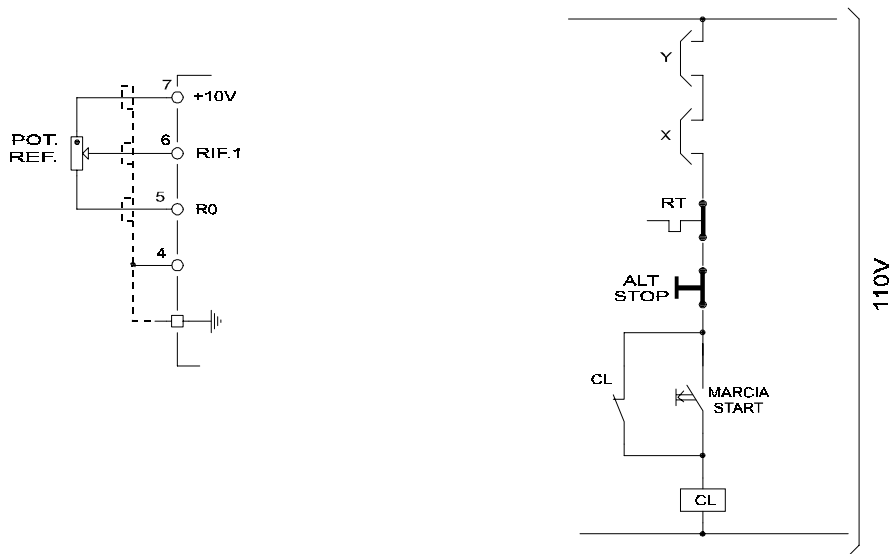 7
+10V
POT.
REF.
6
RIF.1
5
R0
4
Y
X
RT
ALT
STOP
CL
MARCIA
START
CL
110V